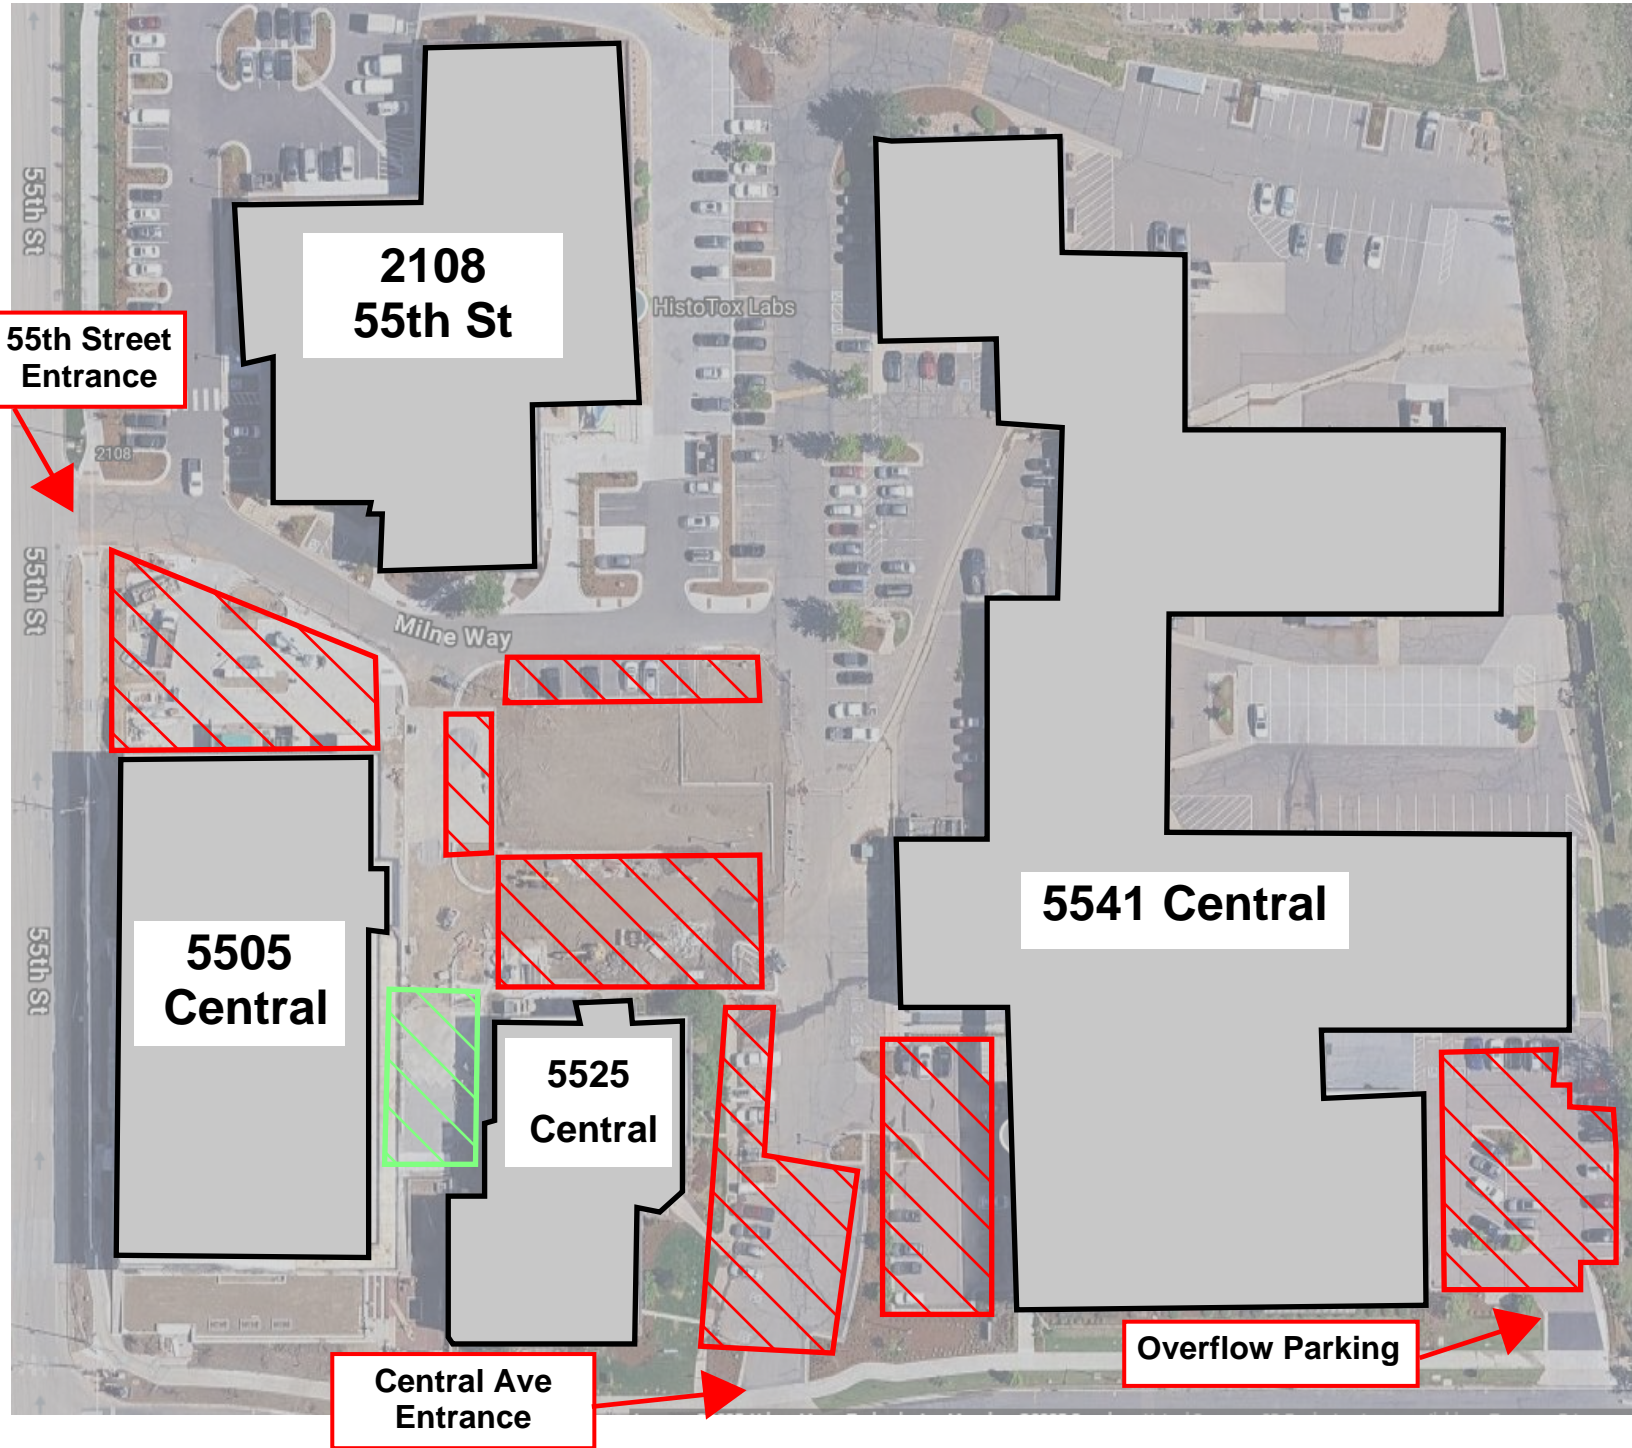 55th St
2108
55th St
HistoTox Labs
55th Street
Entrance
2108
55th St
Milne Way
5541 Central
5505
Central
55th St
5525
Central
Overflow Parking
Central Ave
Entrance